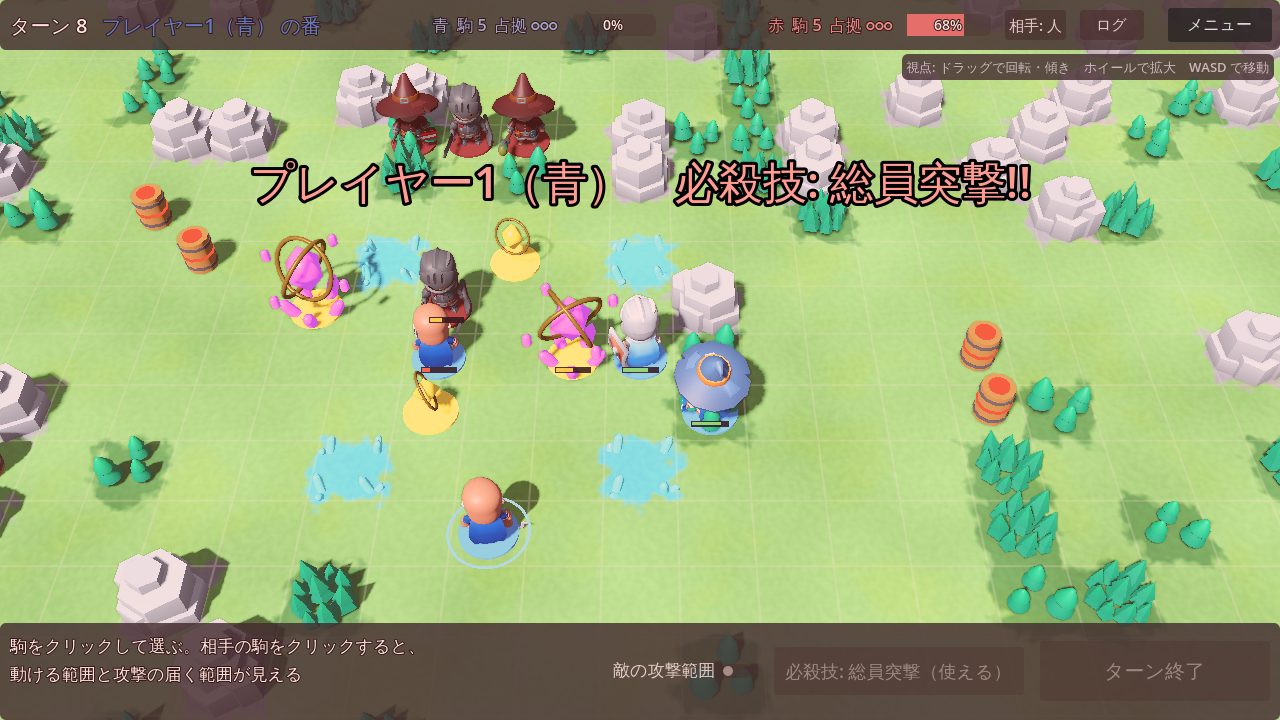 ターン 8 プレイヤー1（青） の番
青 駒 5 占拠 ○○○ 0%
赤 駒 5 占拠 ○○○ 68%
相手: 人
ログ
メニュー
視点: ドラッグで回転・傾き ホイールで拡大 WASD で移動
プレイヤー1（青） 必殺技: 総員突撃!!
駒をクリックして選ぶ。相手の駒をクリックすると、
動ける範囲と攻撃の届く範囲が見える
敵の攻撃範囲
必殺技: 総員突撃（使える）
ターン終了